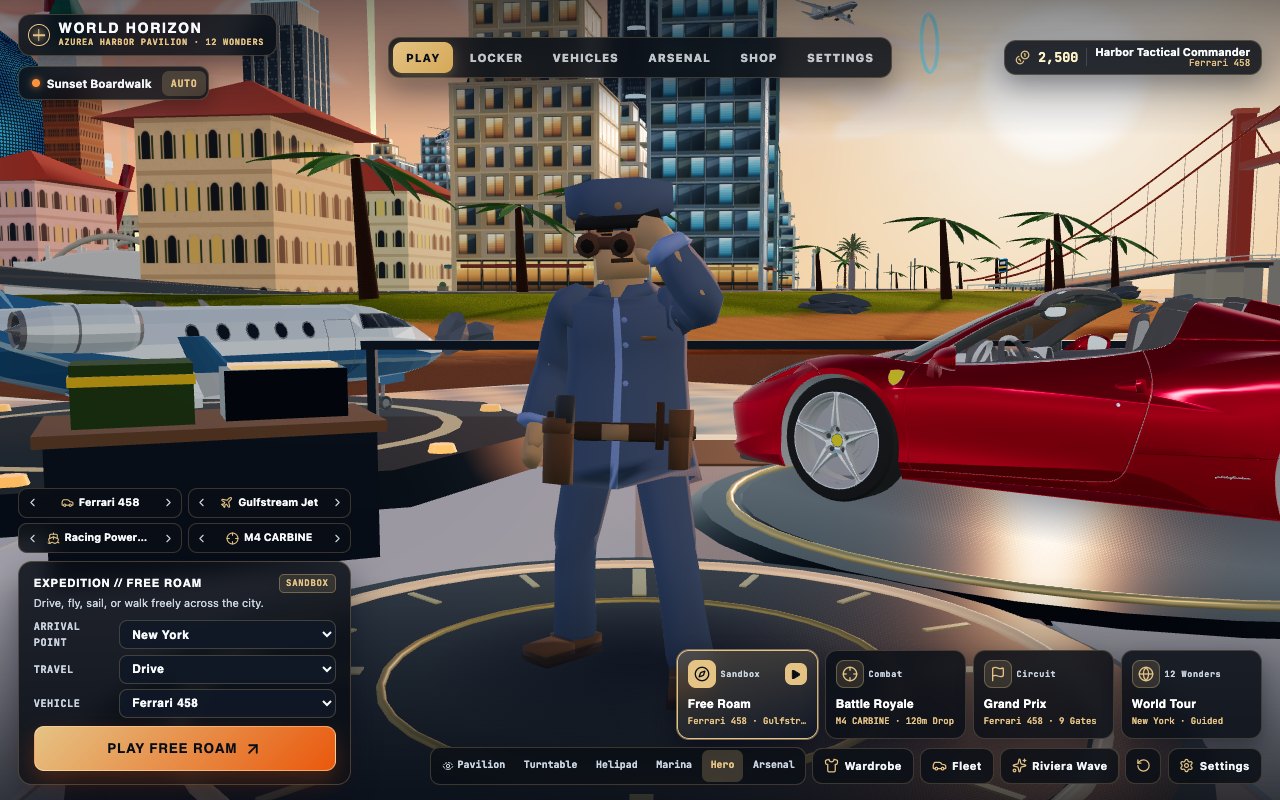 WORLD HORIZON
AZUREA HARBOR PAVILION · 12 WONDERS
Sunset Boardwalk AUTO
PLAY LOCKER VEHICLES ARSENAL SHOP SETTINGS
2,500
Harbor Tactical Commander
Ferrari 458
Ferrari 458
Gulfstream Jet
Racing Power...
M4 CARBINE
EXPEDITION // FREE ROAM SANDBOX
Drive, fly, sail, or walk freely across the city.
ARRIVAL
POINT
New York
TRAVEL Drive
VEHICLE Ferrari 458
PLAY FREE ROAM
Sandbox
Free Roam
Ferrari 458 · Gulfstr…
Combat
Battle Royale
M4 CARBINE · 120m Drop
Circuit
Grand Prix
Ferrari 458 · 9 Gates
12 Wonders
World Tour
New York · Guided
Pavilion Turntable Helipad Marina Hero Arsenal
Wardrobe
Fleet
Riviera Wave
Settings